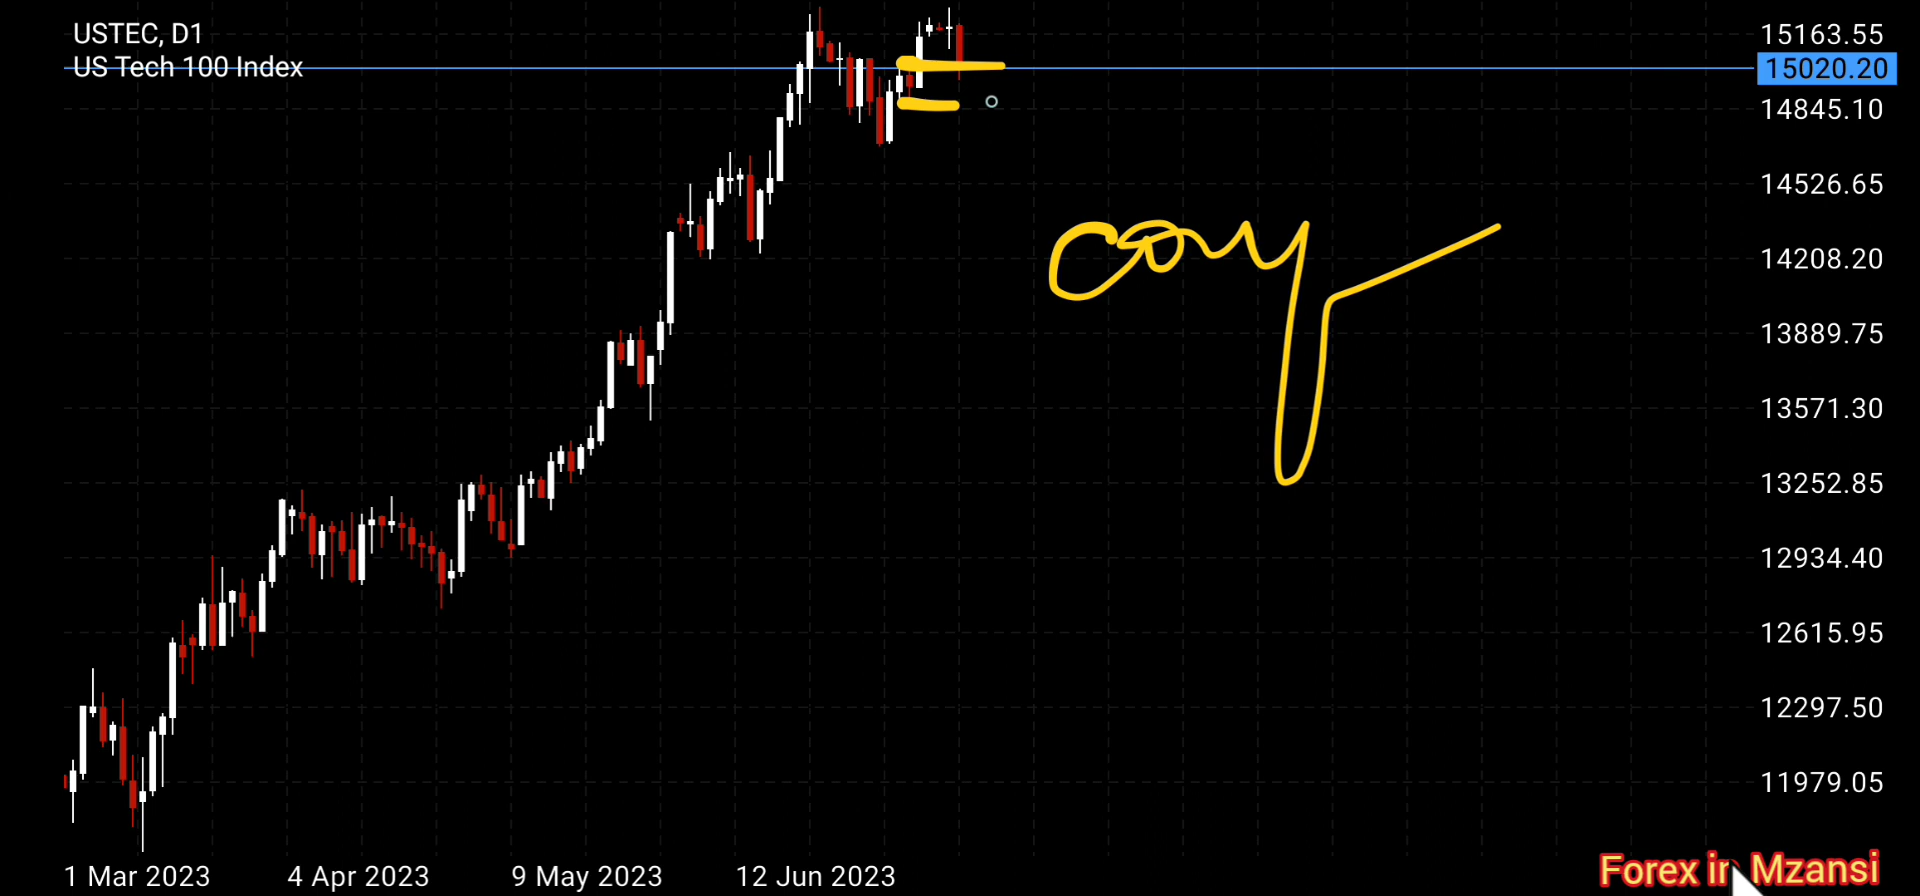 USTEC, D1
US Tech 100 Index
15163.55
15020.20
14845.10
14526.65
14208.20
13889.75
13571.30
13252.85
12934.40
12615.95
12297.50
11979.05
1 Mar 2023
4 Apr 2023
9 May 2023
12 Jun 2023
Forex in Mzansi